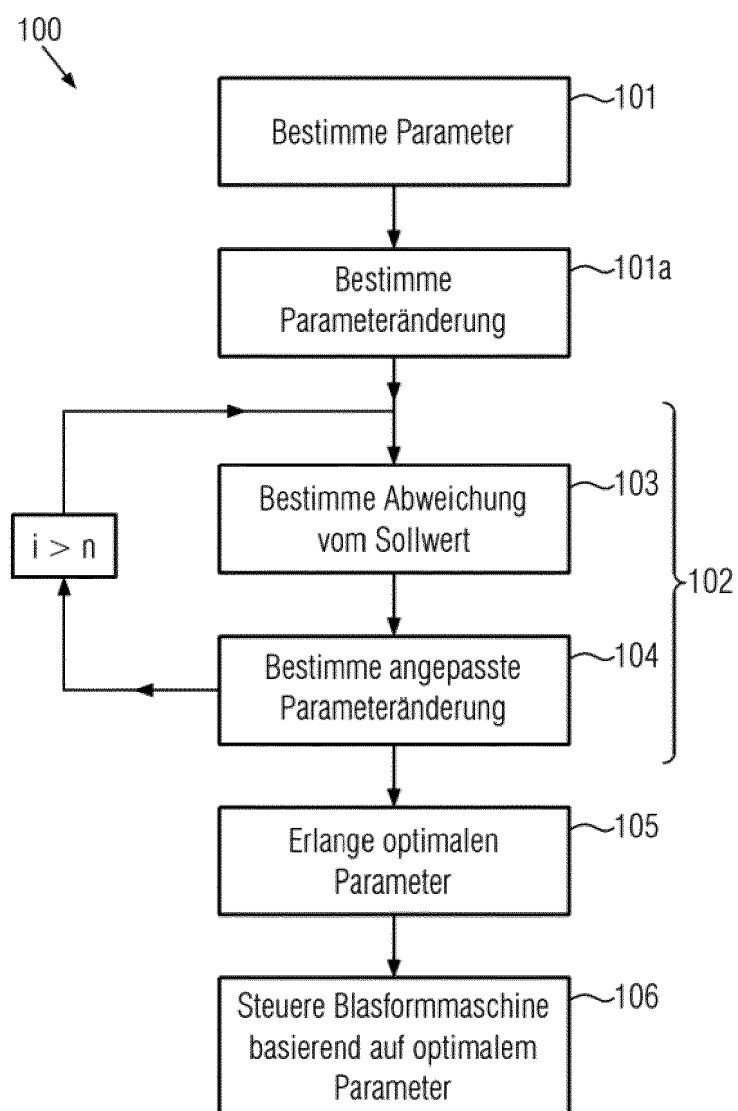 100
101
Bestimme Parameter
101a
Bestimme
Parameteränderung
103
Bestimme Abweichung
vom Sollwert
i > n
102
104
Bestimme angepasste
Parameteränderung
105
Erlange optimalen
Parameter
106
Steuere Blasformmaschine
basierend auf optimalem
Parameter